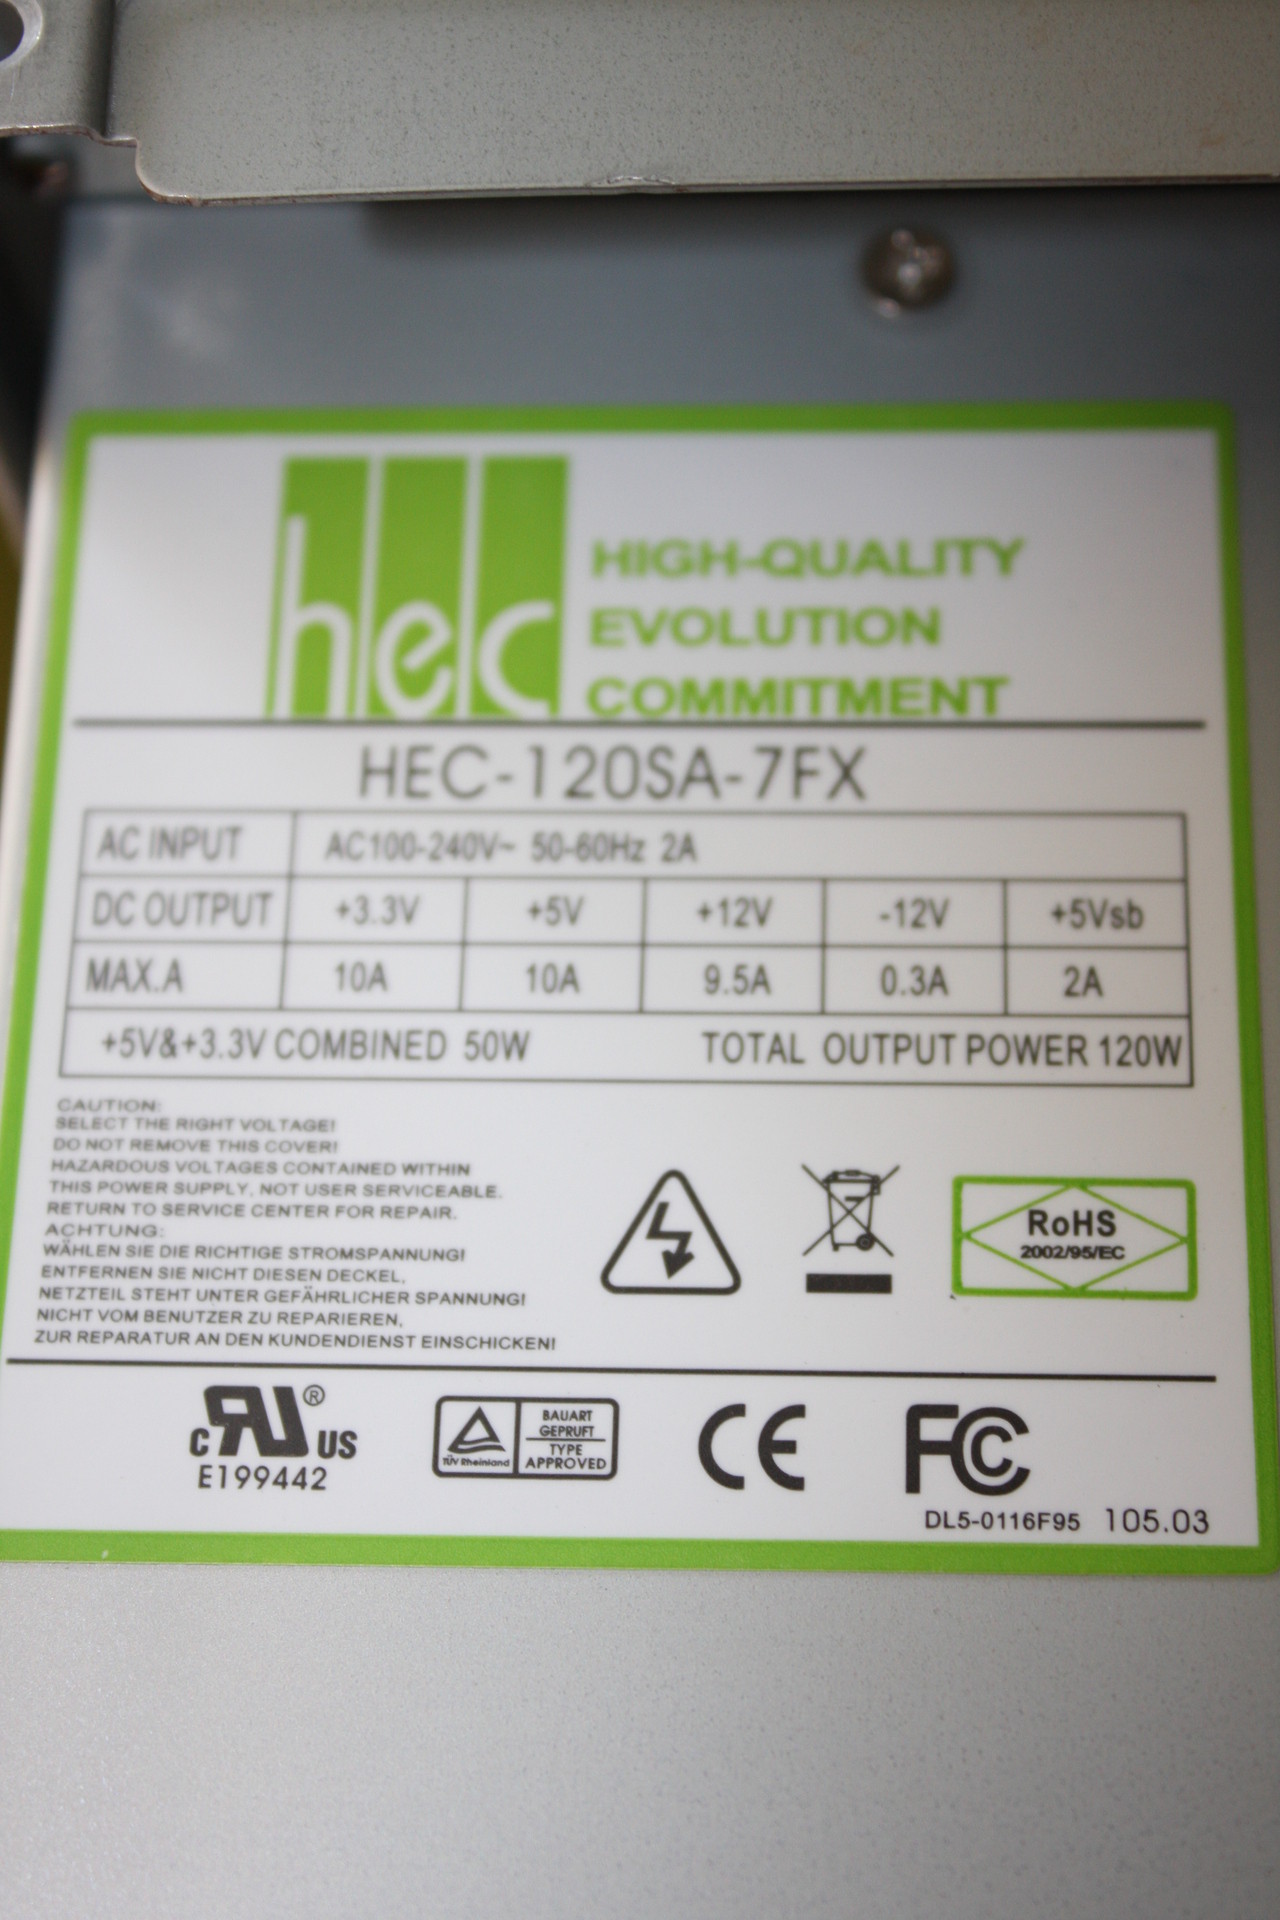 hec
HIGH-QUALITY
EVOLUTION
COMMITMENT
HEC-120SA-7FX
AC INPUT AC100-240V~ 50-60Hz 2A
DC OUTPUT +3.3V +5V +12V -12V +5Vsb
MAX.A 10A 10A 9.5A 0.3A 2A
+5V&+3.3V COMBINED 50W TOTAL OUTPUT POWER 120W
CAUTION:
SELECT THE RIGHT VOLTAGE!
DO NOT REMOVE THIS COVER!
HAZARDOUS VOLTAGES CONTAINED WITHIN
THIS POWER SUPPLY, NOT USER SERVICEABLE.
RETURN TO SERVICE CENTER FOR REPAIR.
ACHTUNG:
WÄHLEN SIE DIE RICHTIGE STROMSPANNUNG!
ENTFERNEN SIE NICHT DIESEN DECKEL,
NETZTEIL STEHT UNTER GEFÄHRLICHER SPANNUNG!
NICHT VOM BENUTZER ZU REPARIEREN,
ZUR REPARATUR AN DEN KUNDENDIENST EINSCHICKEN!
RoHS
2002/95/EC
c RU ® US
E199442
TÜV Rheinland
BAUART
GEPRUFT
TYPE
APPROVED
CE
FC
DL5-0116F95 105.03